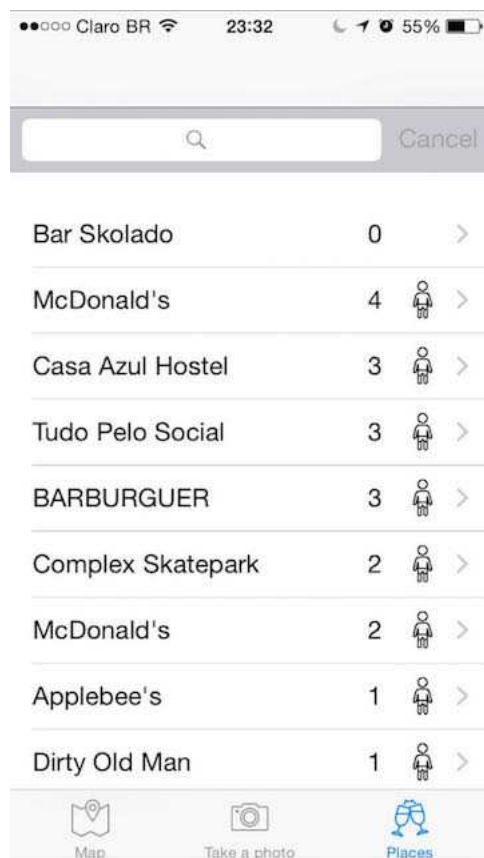 Claro BR 23:32 55%
Cancel
Bar Skolado 0
McDonald's 4
Casa Azul Hostel 3
Tudo Pelo Social 3
BARBURGUER 3
Complex Skatepark 2
McDonald's 2
Applebee's 1
Dirty Old Man 1
Map Take a photo Places